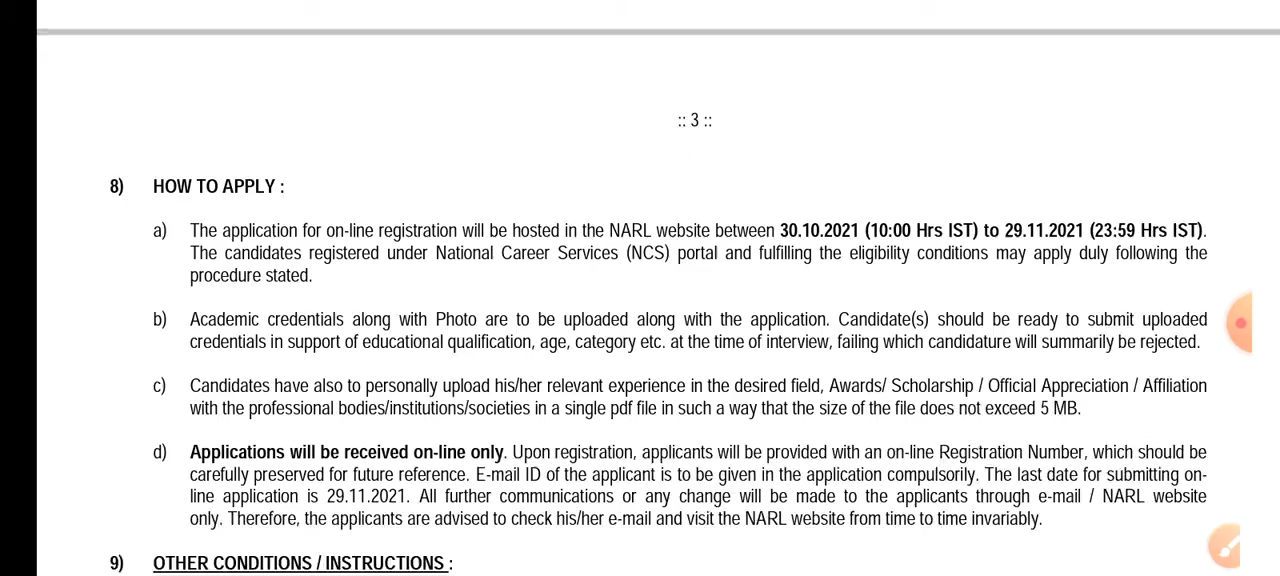 :: 3 ::
8) HOW TO APPLY :
a) The application for on-line registration will be hosted in the NARL website between 30.10.2021 (10:00 Hrs IST) to 29.11.2021 (23:59 Hrs IST).
The candidates registered under National Career Services (NCS) portal and fulfilling the eligibility conditions may apply duly following the
procedure stated.
b) Academic credentials along with Photo are to be uploaded along with the application. Candidate(s) should be ready to submit uploaded
credentials in support of educational qualification, age, category etc. at the time of interview, failing which candidature will summarily be rejected.
c) Candidates have also to personally upload his/her relevant experience in the desired field, Awards/ Scholarship / Official Appreciation / Affiliation
with the professional bodies/institutions/societies in a single pdf file in such a way that the size of the file does not exceed 5 MB.
d) Applications will be received on-line only. Upon registration, applicants will be provided with an on-line Registration Number, which should be
carefully preserved for future reference. E-mail ID of the applicant is to be given in the application compulsorily. The last date for submitting on-
line application is 29.11.2021. All further communications or any change will be made to the applicants through e-mail / NARL website
only. Therefore, the applicants are advised to check his/her e-mail and visit the NARL website from time to time invariably.
9) OTHER CONDITIONS / INSTRUCTIONS :